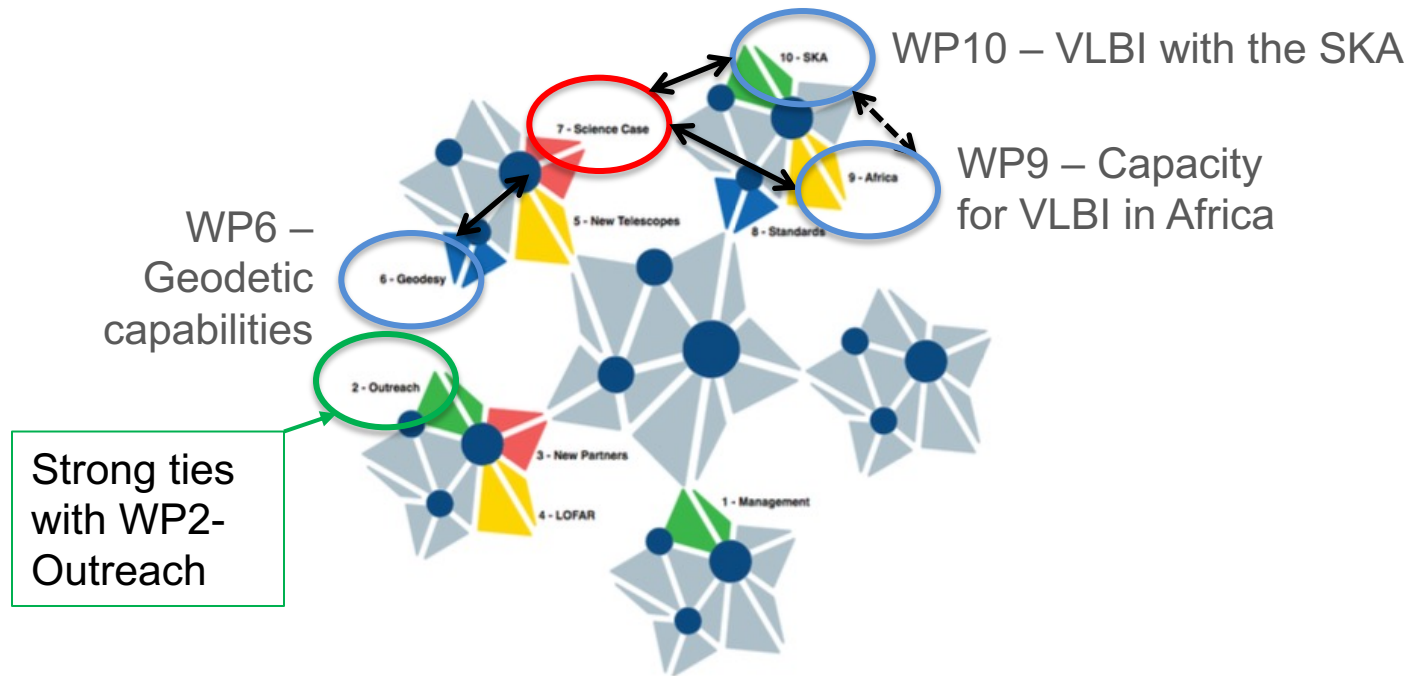 10 - SKA
WP10 – VLBI with the SKA
7 - Science Case
9 - Africa
WP9 – Capacity
for VLBI in Africa
5 - New Telescopes
8 - Standards
WP6 –
Geodetic
capabilities
6 - Geodesy
2 - Outreach
Strong ties
with WP2-
Outreach
3 - New Partners
4 - LOFAR
1 - Management